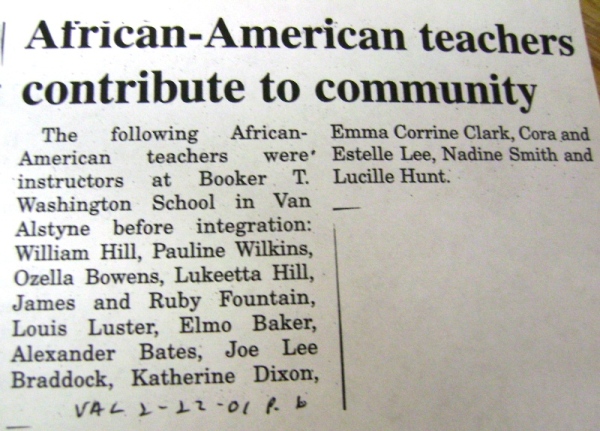 African-American teachers
contribute to community
The following African-
American teachers were
instructors at Booker T.
Washington School in Van
Alstyne before integration:
William Hill, Pauline Wilkins,
Ozella Bowens, Lukeetta Hill,
James and Ruby Fountain,
Louis Luster, Elmo Baker,
Alexander Bates, Joe Lee
Braddock, Katherine Dixon,
Emma Corrine Clark, Cora and
Estelle Lee, Nadine Smith and
Lucille Hunt.
VAL 2-22-01 P. 6